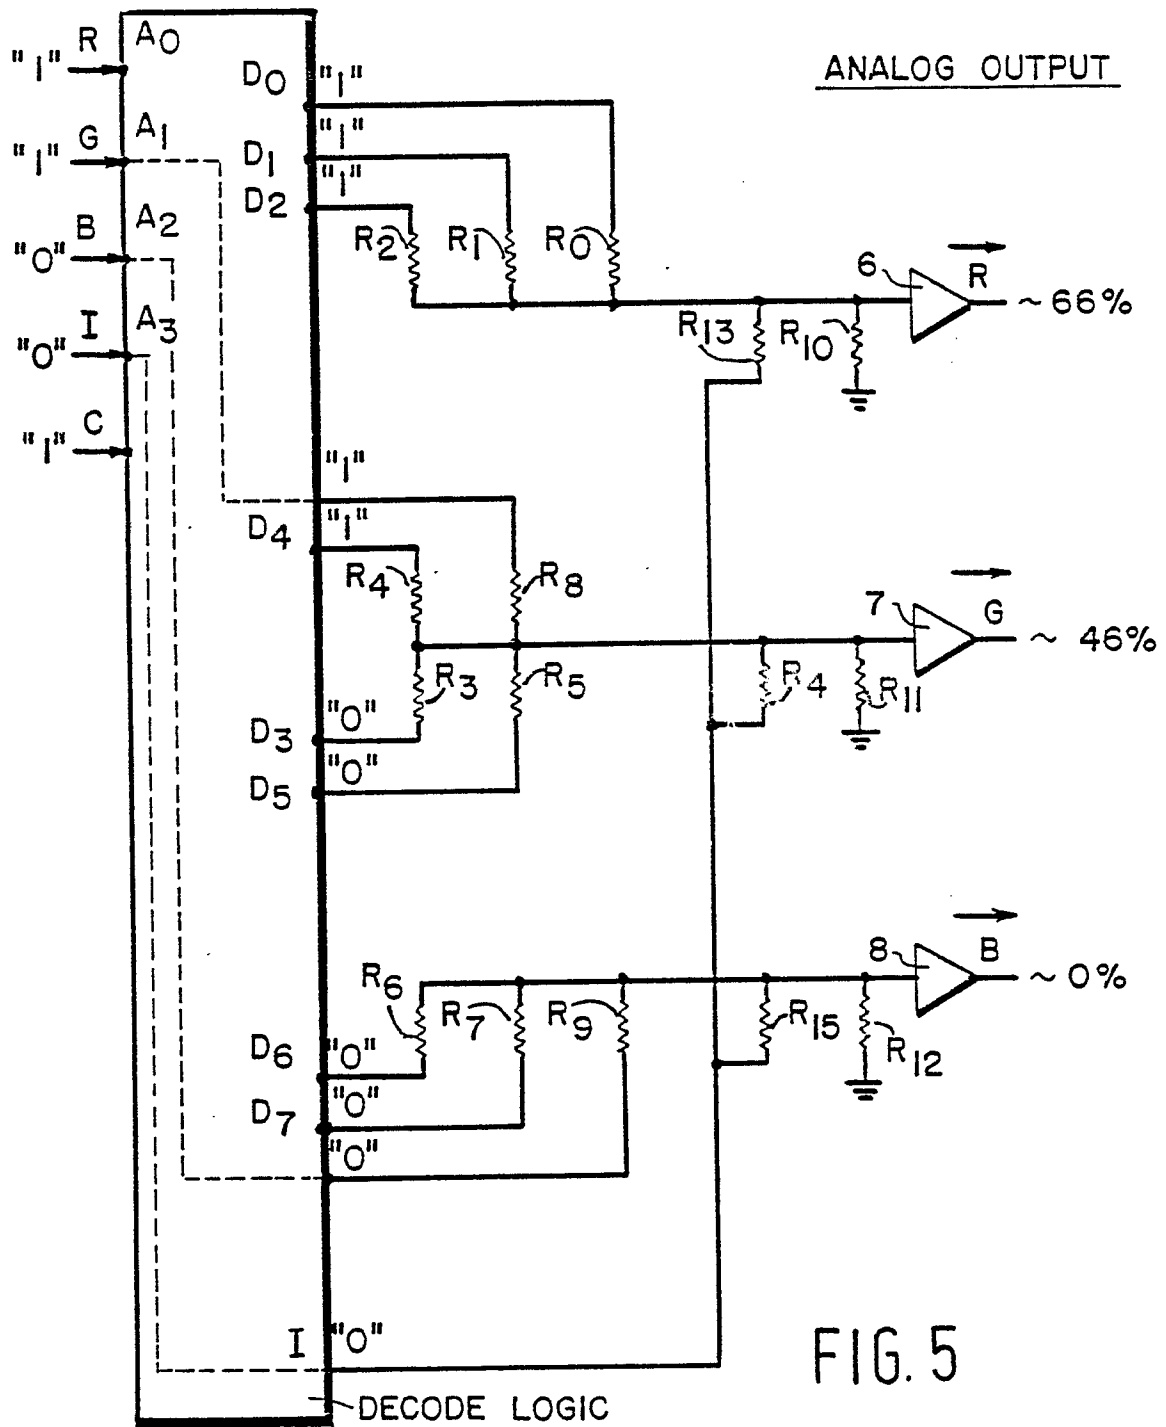 ANALOG OUTPUT
"1" R A0
"1" G A1
"0" B A2
"0" I A3
"1" C
D0 "1"
D1 "1"
D2 "1"
R2 R1 R0
R13 R10
6 R ~66%
"1"
D4 "1"
R4 R8
R3 R5
D3 "0"
D5 "0"
R4 R11
7 G ~ 46%
R6 R7 R9
R15 R12
8 B ~0%
D6 "0"
D7 "0"
"0"
I "0"
DECODE LOGIC
FIG. 5